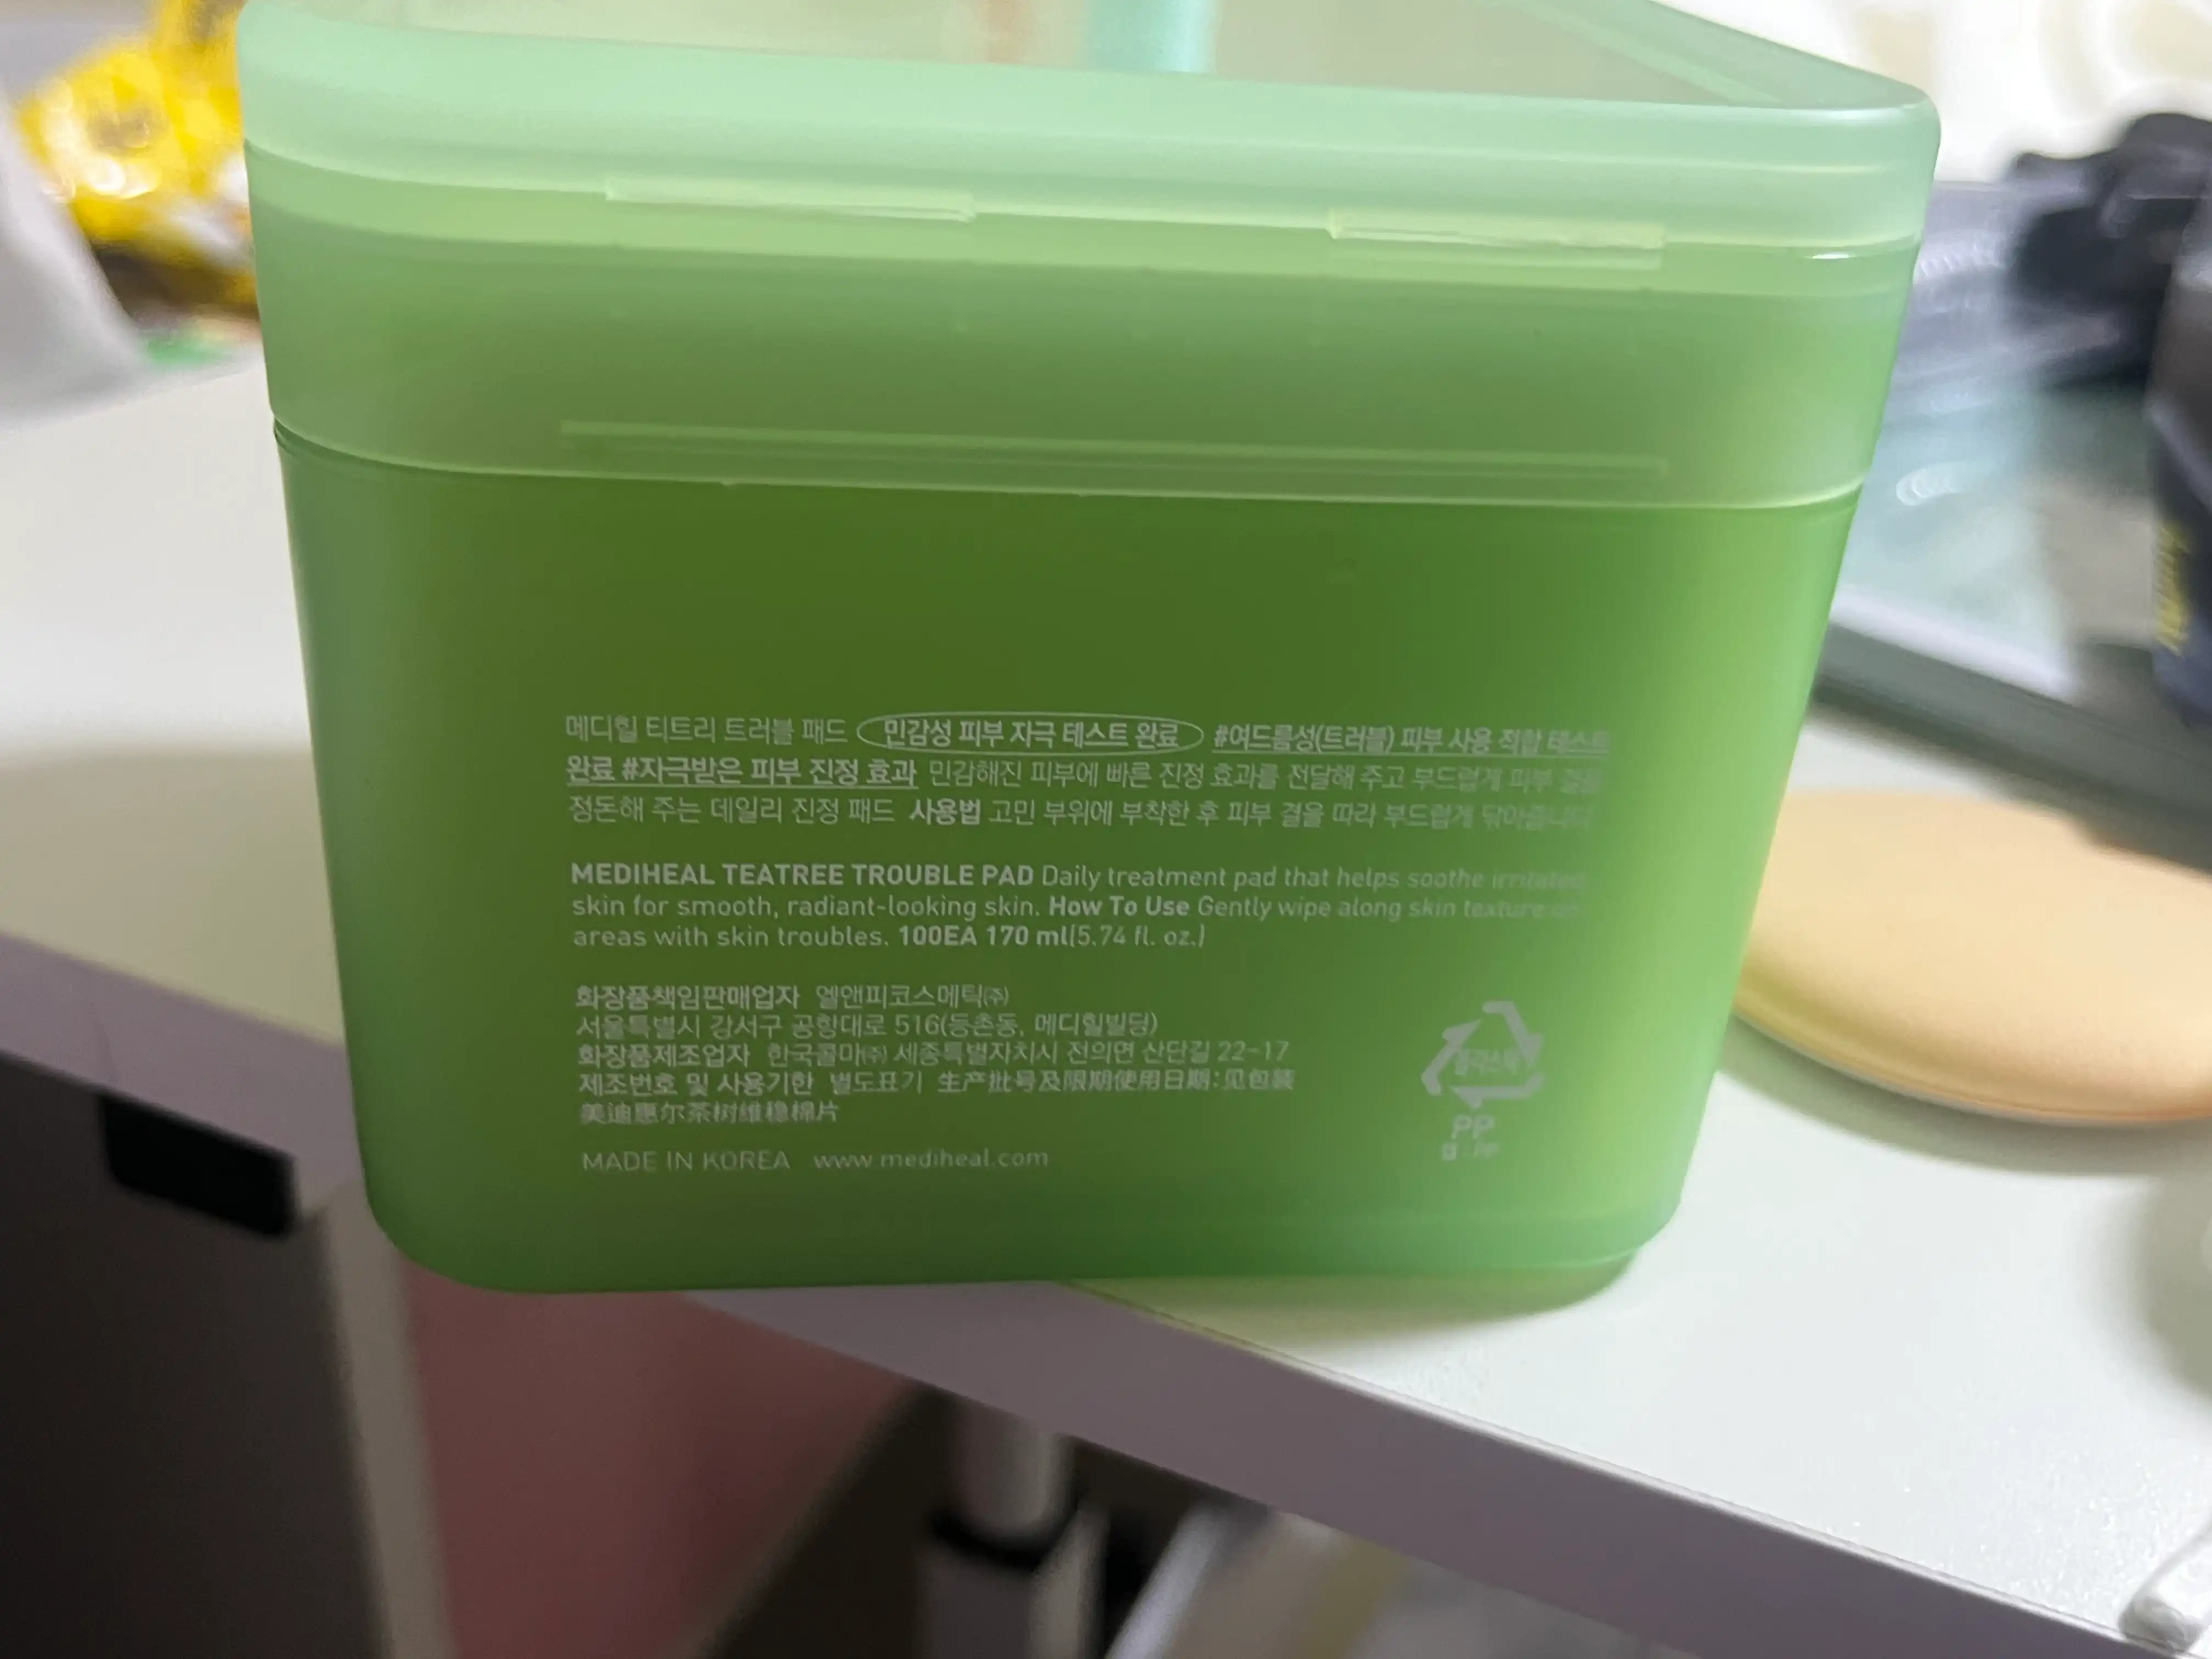 메디힐 티트리 트러블 패드 민감성 피부 자극 테스트 완료 #여드름성(트러블) 피부 사용 적합 테스트
완료 #자극받은 피부 진정 효과 민감해진 피부에 빠른 진정 효과를 전달해 주고 부드럽게 피부 결을
정돈해 주는 데일리 진정 패드 사용법 고민 부위에 부착한 후 피부 결을 따라 부드럽게 닦아줍니다
MEDIHEAL TEATREE TROUBLE PAD Daily treatment pad that helps soothe irritated
skin for smooth, radiant-looking skin. How To Use Gently wipe along skin texture on
areas with skin troubles. 100EA 170 ml(5.74 fl. oz.)
화장품책임판매업자 엘앤피코스메틱㈜
서울특별시 강서구 공항대로 516(등촌동, 메디힐빌딩)
화장품제조업자 한국콜마㈜ 세종특별자치시 전의면 산단길 22-17
제조번호 및 사용기한 별도표기 生产批号及限期使用日期:见包装
美迪惠尔茶树维稳棉片
플라스틱
PP
MADE IN KOREA www.mediheal.com